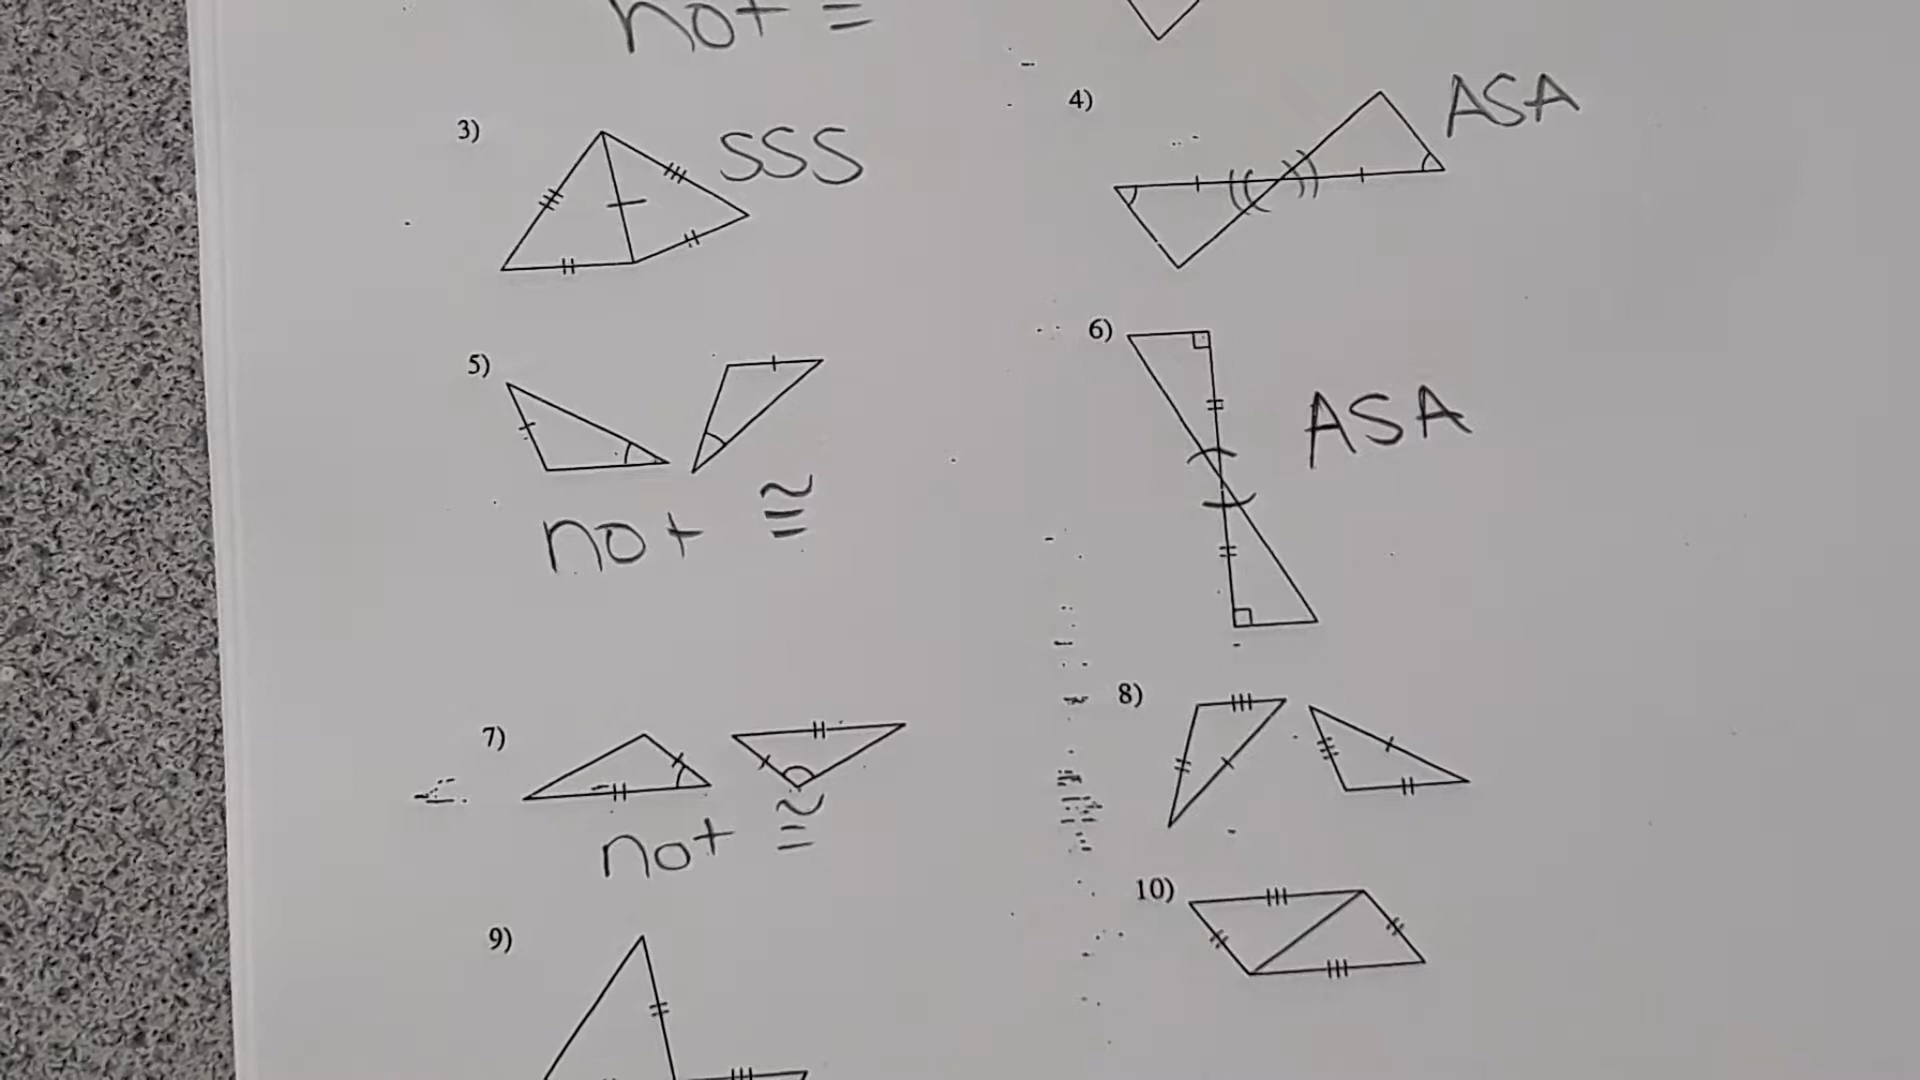 not =
3)
SSS
4)
ASA
5)
not ≅
6)
ASA
7)
not ≅
8)
9)
10)